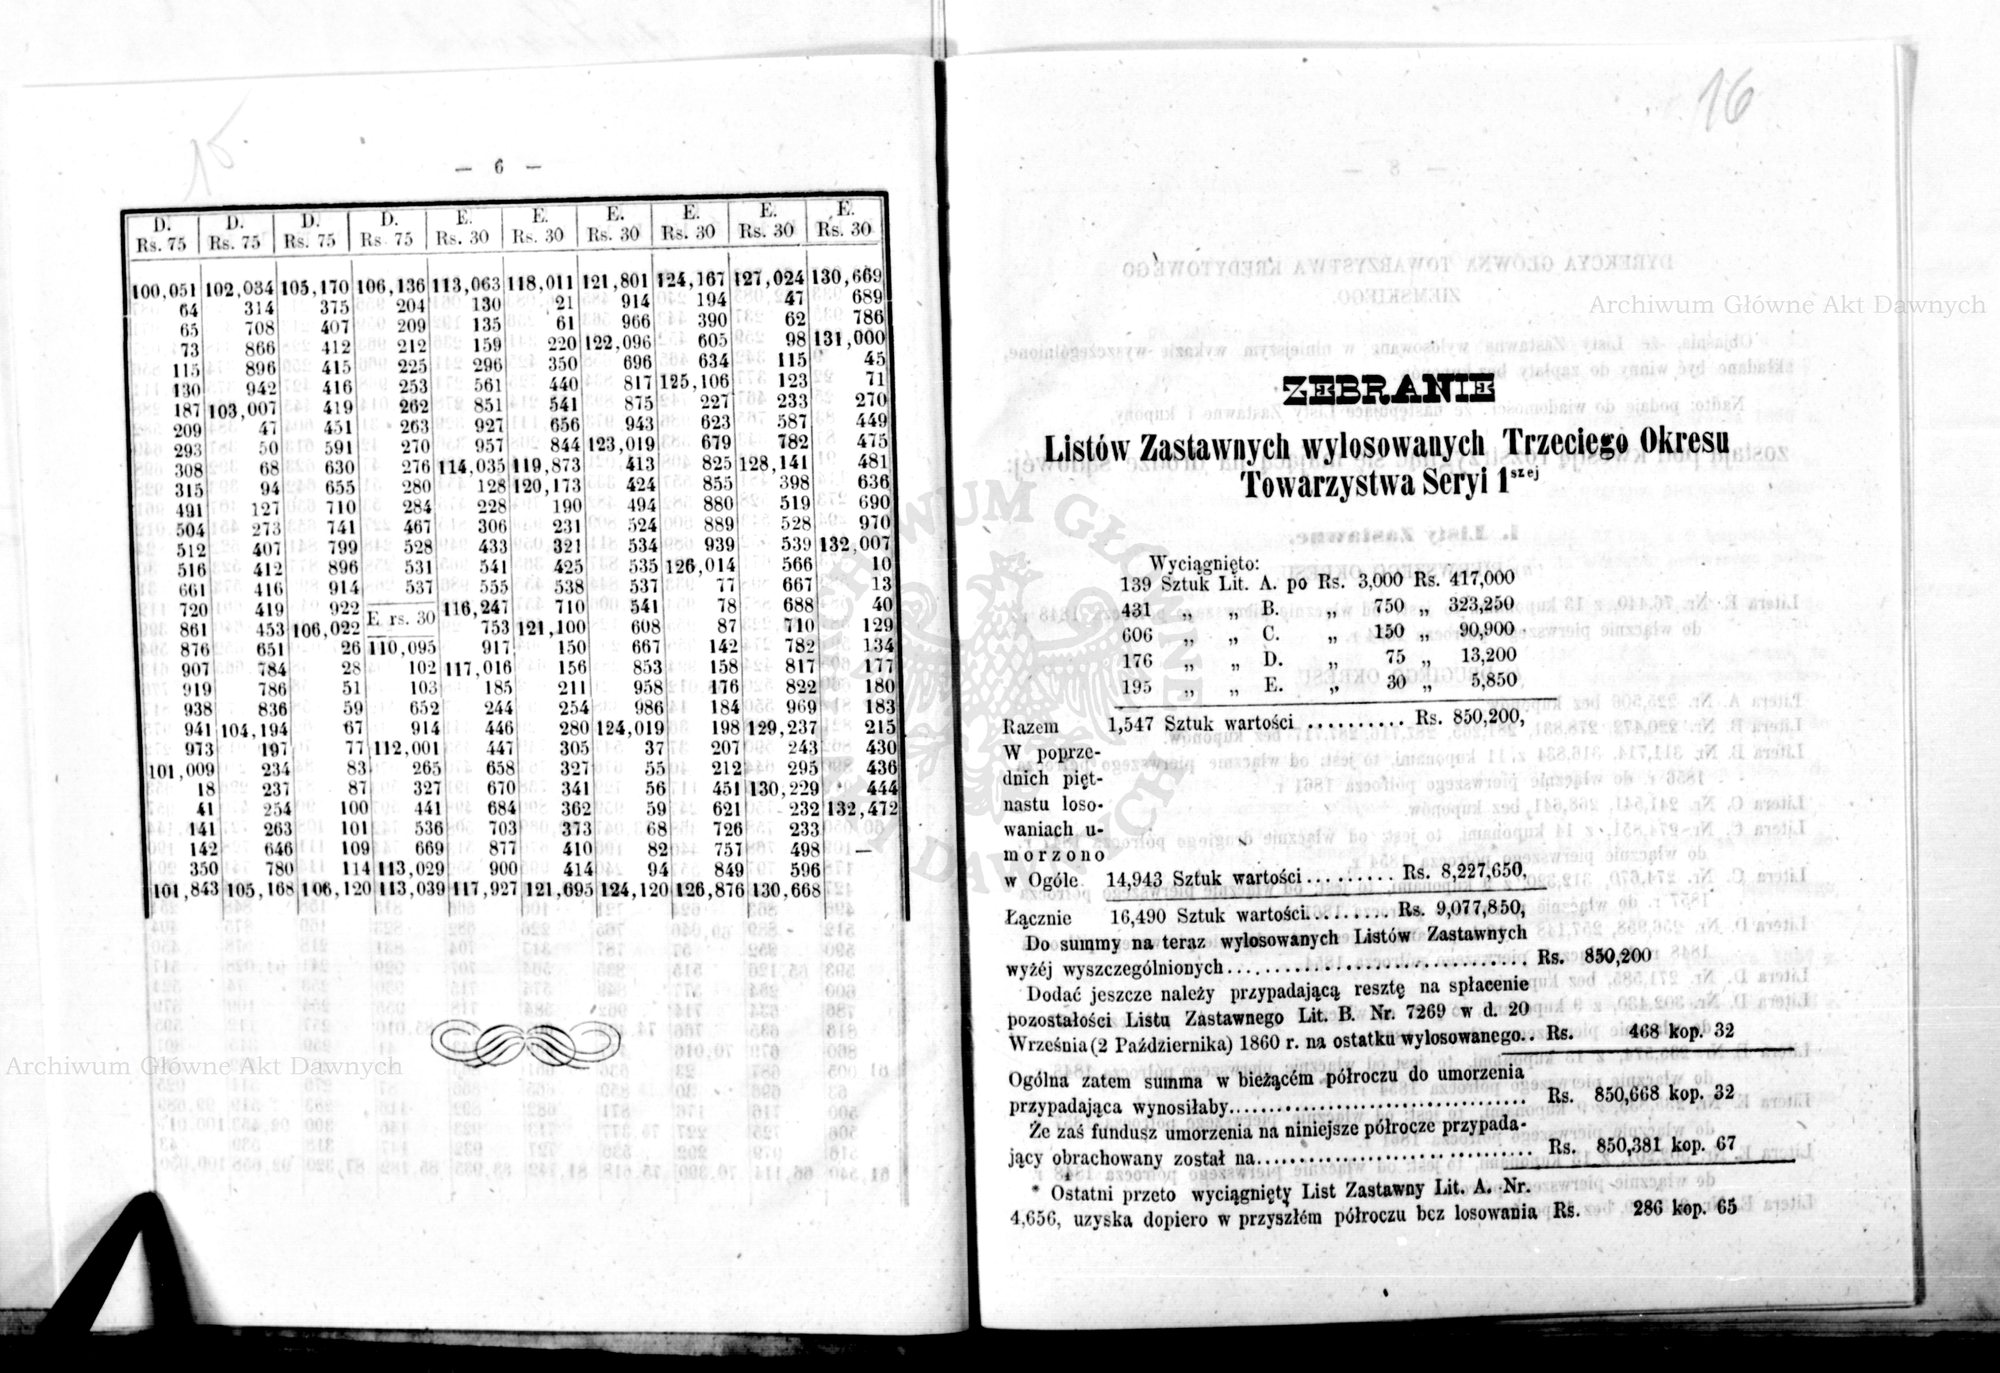 — 6 —
D. D. D. D. E. E. E. E. E. E.
Rs. 75 Rs. 75 Rs. 75 Rs 75 Rs. 30 Rs. 30 Rs. 30 Rs. 30 Rs. 30 Rs. 30
100,051 102,034 105,170 106,136 113,063 118,011 121,801 124,167 127,024 130,669
64 314 375 204 130 21 914 194 47 689
65 708 407 209 135 61 966 390 62 786
73 866 412 212 159 220 122,096 605 98 131,000
115 896 415 225 296 350 696 634 115 45
130 942 416 253 561 440 817 125,106 123 71
187 103,007 419 262 851 541 875 227 233 270
209 47 451 263 927 656 943 623 587 449
293 50 591 270 957 844 123,019 679 782 475
308 68 630 276 114,035 119,873 413 825 128,141 481
315 94 655 280 128 120,173 424 855 398 636
491 127 710 284 228 190 494 880 519 690
504 273 741 467 306 231 524 889 528 970
512 407 799 528 433 321 534 939 539 132,007
516 412 896 531 541 425 535 126,014 566 10
661 416 914 537 555 538 537 77 667 13
720 419 922 E rs. 30 116,247 710 541 78 688 40
861 453 106,022 753 121,100 608 87 710 129
876 651 26 110,095 917 150 667 142 782 134
907 784 28 102 117,016 156 853 158 817 177
919 786 51 103 185 211 958 176 822 180
938 836 59 652 244 254 986 184 969 183
941 104,194 67 914 446 280 124,019 198 129,237 215
973 197 77 112,001 447 305 37 207 243 430
101,009 234 83 265 658 327 55 212 295 436
18 237 87 327 670 341 56 451 130,229 444
41 254 100 441 684 362 59 621 232 132,472
141 263 101 536 703 373 68 726 233
142 646 109 669 877 410 82 757 498 —
350 780 114 113,029 900 414 94 849 596
101,843 105,168 106,120 113,039 117,927 121,695 124,120 126,876 130,668
Archiwum Główne Akt Dawnych
16
Archiwum Główne Akt Dawnych
ZEBRANIE
Listów Zastawnych wylosowanych Trzeciego Okresu
Towarzystwa Seryi 1szej
Wyciągnięto:
139 Sztuk Lit. A. po Rs. 3,000 Rs. 417,000
431 „ „ B. „ 750 „ 323,250
606 „ „ C. „ 150 „ 90,900
176 „ „ D. „ 75 „ 13,200
195 „ „ E. „ 30 „ 5,850
Razem 1,547 Sztuk wartości .......... Rs. 850,200,
W poprze-
dnich pięt-
nastu loso-
waniach u-
morzono
w Ogóle 14,943 Sztuk wartości .......... Rs. 8,227,650,
Łącznie 16,490 Sztuk wartości.......... Rs. 9,077,850,
Do summy na teraz wylosowanych Listów Zastawnych
wyżéj wyszczególnionych.............................. Rs. 850,200
Dodać jeszcze należy przypadającą resztę na spłacenie
pozostałości Listu Zastawnego Lit. B. Nr. 7269 w d. 20
Września (2 Października) 1860 r. na ostatku wylosowanego.. Rs. 468 kop. 32
Ogólna zatem summa w bieżącém półroczu do umorzenia
przypadająca wynosiłaby.............................. Rs. 850,668 kop. 32
Że zaś fundusz umorzenia na niniejsze półrocze przypada-
jący obrachowany został na.............................. Rs. 850,381 kop. 67
Ostatni przeto wyciągnięty List Zastawny Lit. A. Nr.
4,656, uzyska dopiero w przyszłém półroczu bez losowania Rs. 286 kop. 65